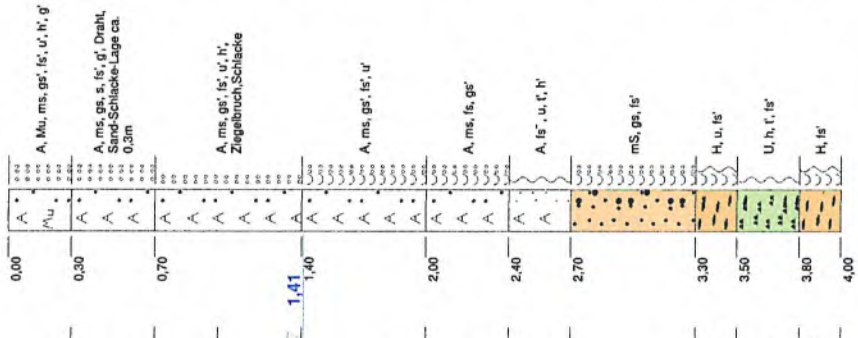 0,00
A, Mu, ms, gs', fs', u', h', g'
A
Mu
0,30
A, ms, gs, s, fs', g', Draht,
Sand-Schlacke-Lage ca.
0,3m
A
0,70
A, ms, gs', fs', u', h',
Ziegelbruch,Schlacke
A A A A
1,41
1,40
A, ms, gs', fs', u'
A A A A
2,00
A, ms, fs, gs'
A A A
2,40
A, fs¯, u, t', h'
A A
2,70
mS, gs, fs'
3,30
H, u, fs'
3,50
U, h, t', fs'
3,80
H, fs'
4,00